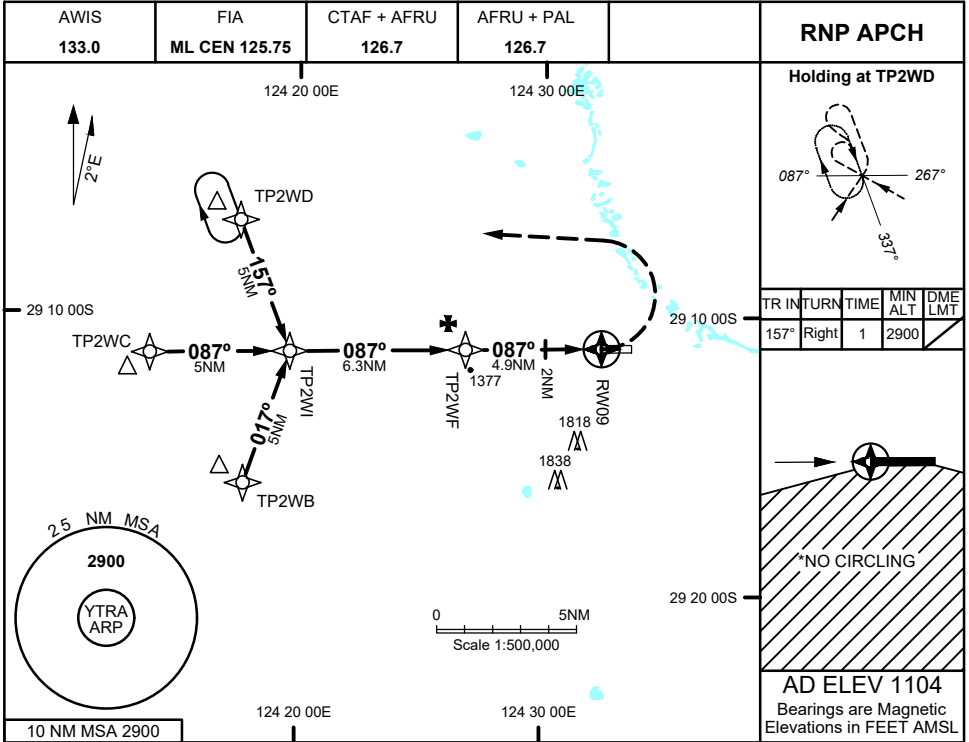 AWIS
133.0
FIA
ML CEN 125.75
CTAF + AFRU
126.7
AFRU + PAL
126.7
RNP APCH
124 20 00E
124 30 00E
2°E
TP2WD
157°
5NM
29 10 00S
29 10 00S
TP2WC
087°
5NM
TP2WI
087°
6.3NM
TP2WF
1377
087°
4.9NM
2NM
RW09
017°
5NM
TP2WB
1818
1838
25 NM MSA
2900
YTRA
ARP
0 5NM
Scale 1:500,000
29 20 00S
124 20 00E
124 30 00E
10 NM MSA 2900
Holding at TP2WD
087°
267°
337°
TR IN TURN TIME MIN ALT DME LMT
157° Right 1 2900
*NO CIRCLING
AD ELEV 1104
Bearings are Magnetic
Elevations in FEET AMSL